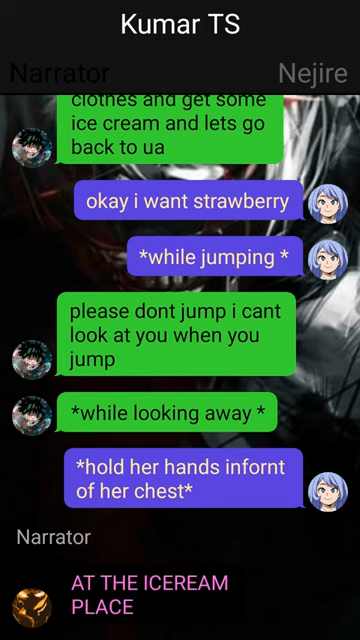 Kumar TS
Narrator
Nejire
clothes and get some
ice cream and lets go
back to ua
okay i want strawberry
*while jumping *
please dont jump i cant
look at you when you
jump
*while looking away *
*hold her hands infornt
of her chest*
Narrator
AT THE ICEREAM
PLACE